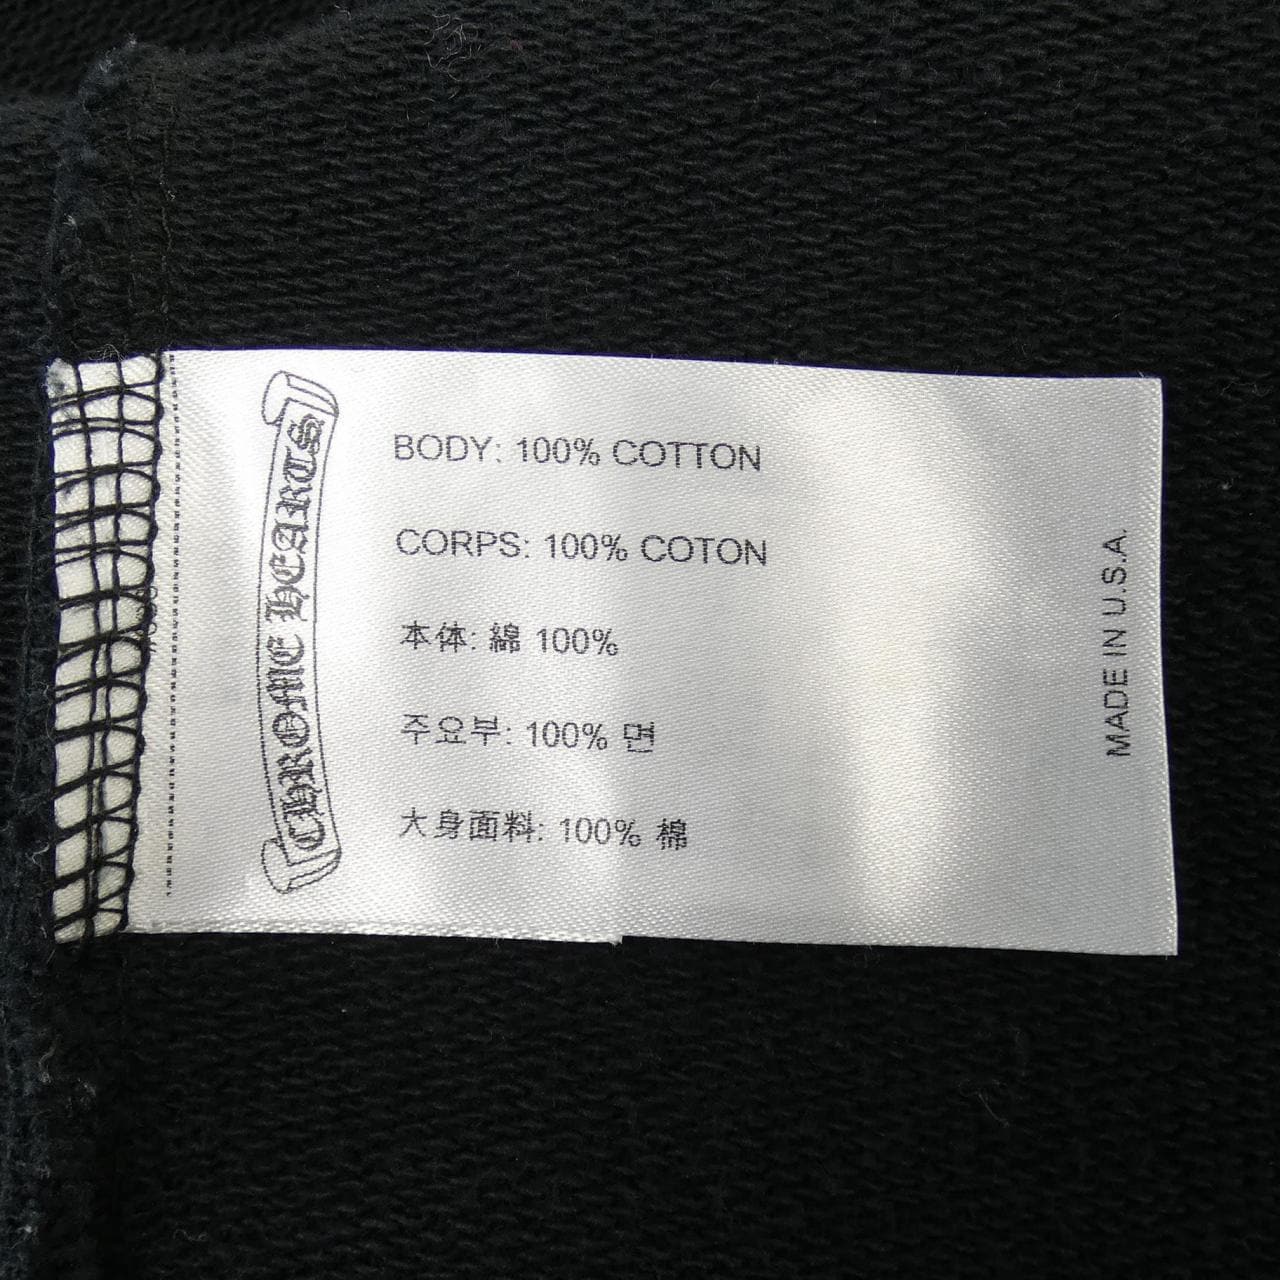 CHROME HEARTS
BODY: 100% COTTON
CORPS: 100% COTON
本体: 綿 100%
주요부: 100% 면
大身面料: 100% 棉
MADE IN U.S.A.